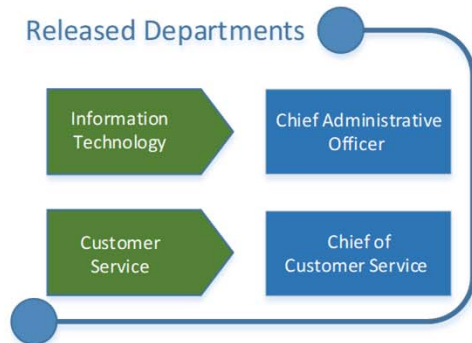 Released Departments
Information
Technology
Chief Administrative
Officer
Customer
Service
Chief of
Customer Service